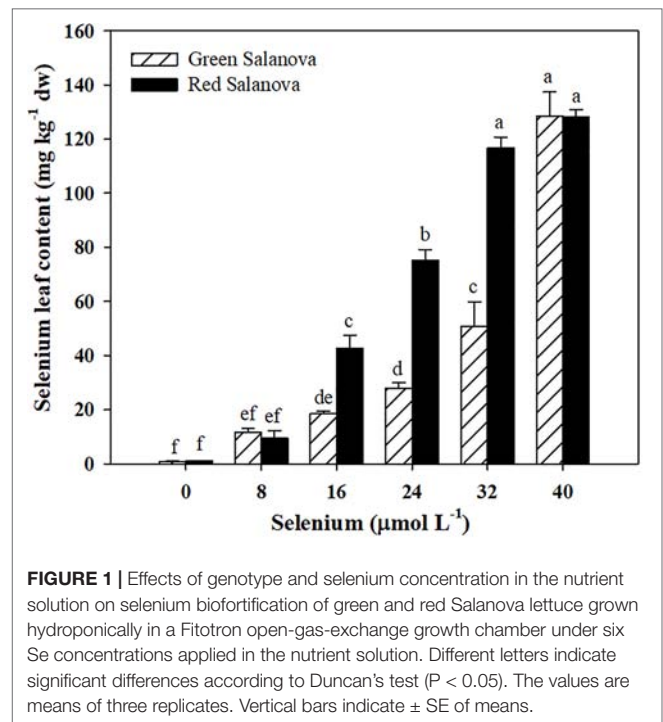 160
140
120
100
80
60
40
20
0
Selenium leaf content (mg kg⁻¹ dw)
Green Salanova
Red Salanova
f
f
ef
ef
de
c
d
b
c
a
a
a
0
8
16
24
32
40
Selenium (μmol L⁻¹)
FIGURE 1 | Effects of genotype and selenium concentration in the nutrient
solution on selenium biofortification of green and red Salanova lettuce grown
hydroponically in a Fitotron open-gas-exchange growth chamber under six
Se concentrations applied in the nutrient solution. Different letters indicate
significant differences according to Duncan's test (P < 0.05). The values are
means of three replicates. Vertical bars indicate ± SE of means.